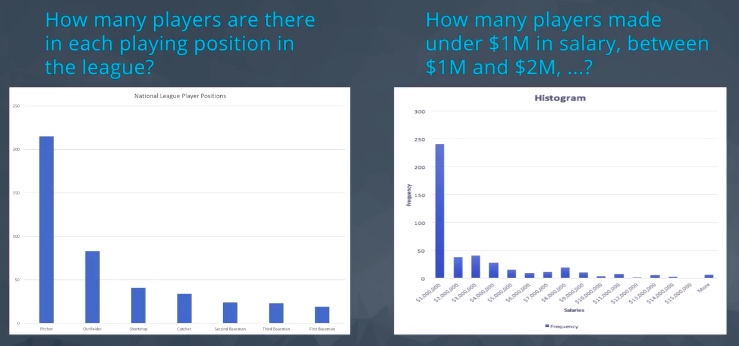 How many players are there
in each playing position in
the league?
How many players made
under $1M in salary, between
$1M and $2M, ...?
National League Player Positions
250
200
150
100
50
0
Pitcher Outfielder Shortstop Catcher Second Baseman Third Baseman First Baseman
Histogram
300
250
200
150
100
50
0
Frequency
$1,000,000 $2,000,000 $3,000,000 $4,000,000 $5,000,000 $6,000,000 $7,000,000 $8,000,000 $9,000,000 $10,000,000 $11,000,000 $12,000,000 $13,000,000 $14,000,000 $15,000,000 More
Salaries
Frequency